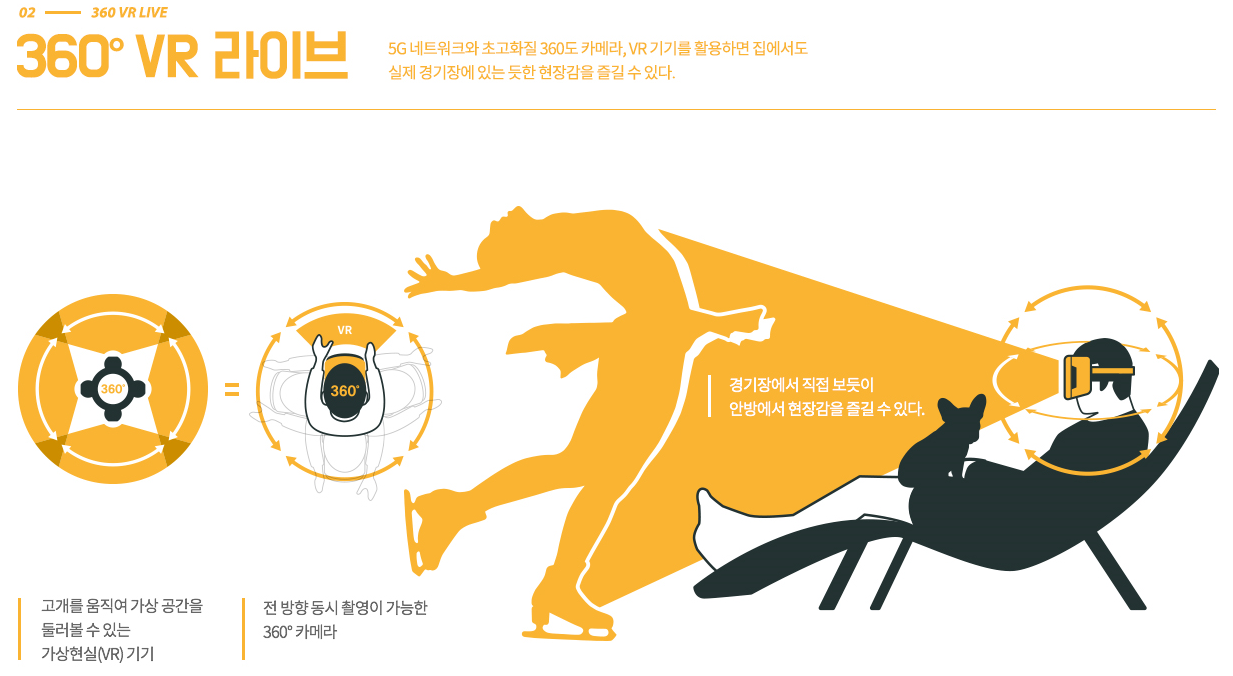 02 360 VR LIVE
360° VR 라이브
5G 네트워크와 초고화질 360도 카메라, VR 기기를 활용하면 집에서도
실제 경기장에 있는 듯한 현장감을 즐길 수 있다.
360°
VR
360°
경기장에서 직접 보듯이
안방에서 현장감을 즐길 수 있다.
고개를 움직여 가상 공간을
둘러볼 수 있는
가상현실(VR) 기기
전 방향 동시 촬영이 가능한
360° 카메라